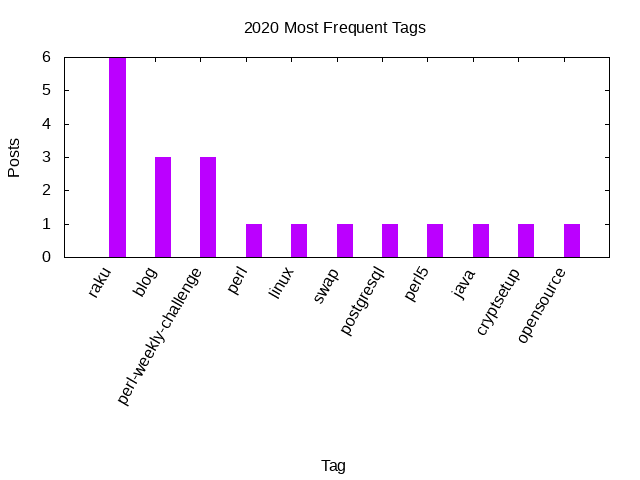 2020 Most Frequent Tags
6
5
4
3
2
1
0
Posts
raku
blog
perl-weekly-challenge
perl
linux
swap
postgresql
perl5
java
cryptsetup
opensource
Tag